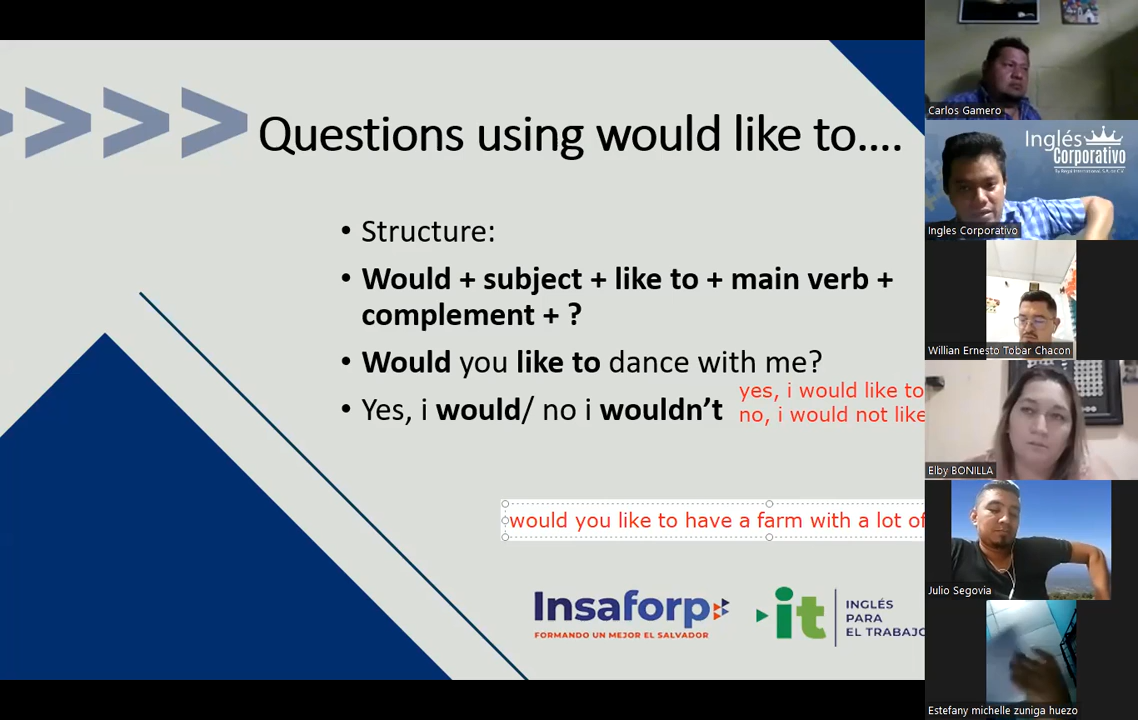 Questions using would like to....
• Structure:
• Would + subject + like to + main verb +
complement + ?
• Would you like to dance with me?
• Yes, i would/ no i wouldn't
yes, i would like to
no, i would not like
would you like to have a farm with a lot of
Insaforp
FORMANDO UN MEJOR EL SALVADOR
it
INGLÉS
PARA
EL TRABAJO
Carlos Gamero
Inglés
Corporativo
Ingles Corporativo
Willian Ernesto Tobar Chacon
Elby BONILLA
Julio Segovia
Estefany michelle zuniga huezo